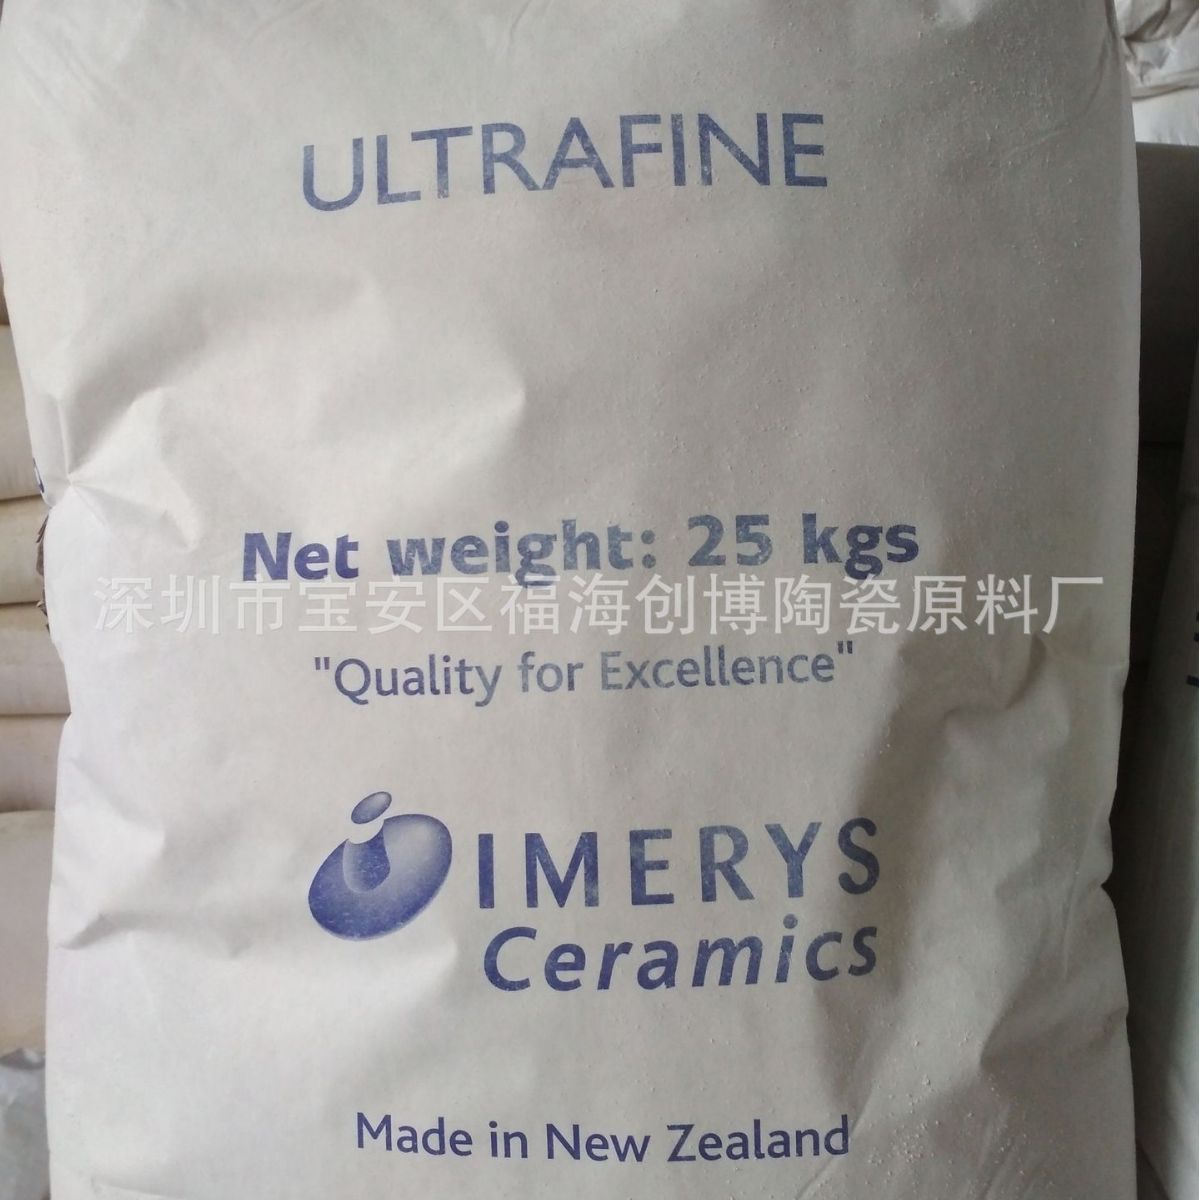 ULTRAFINE
Net weight: 25 kgs
深圳市宝安区福海创博陶瓷原料厂
"Quality for Excellence"
IMERYS
Ceramics
Made in New Zealand